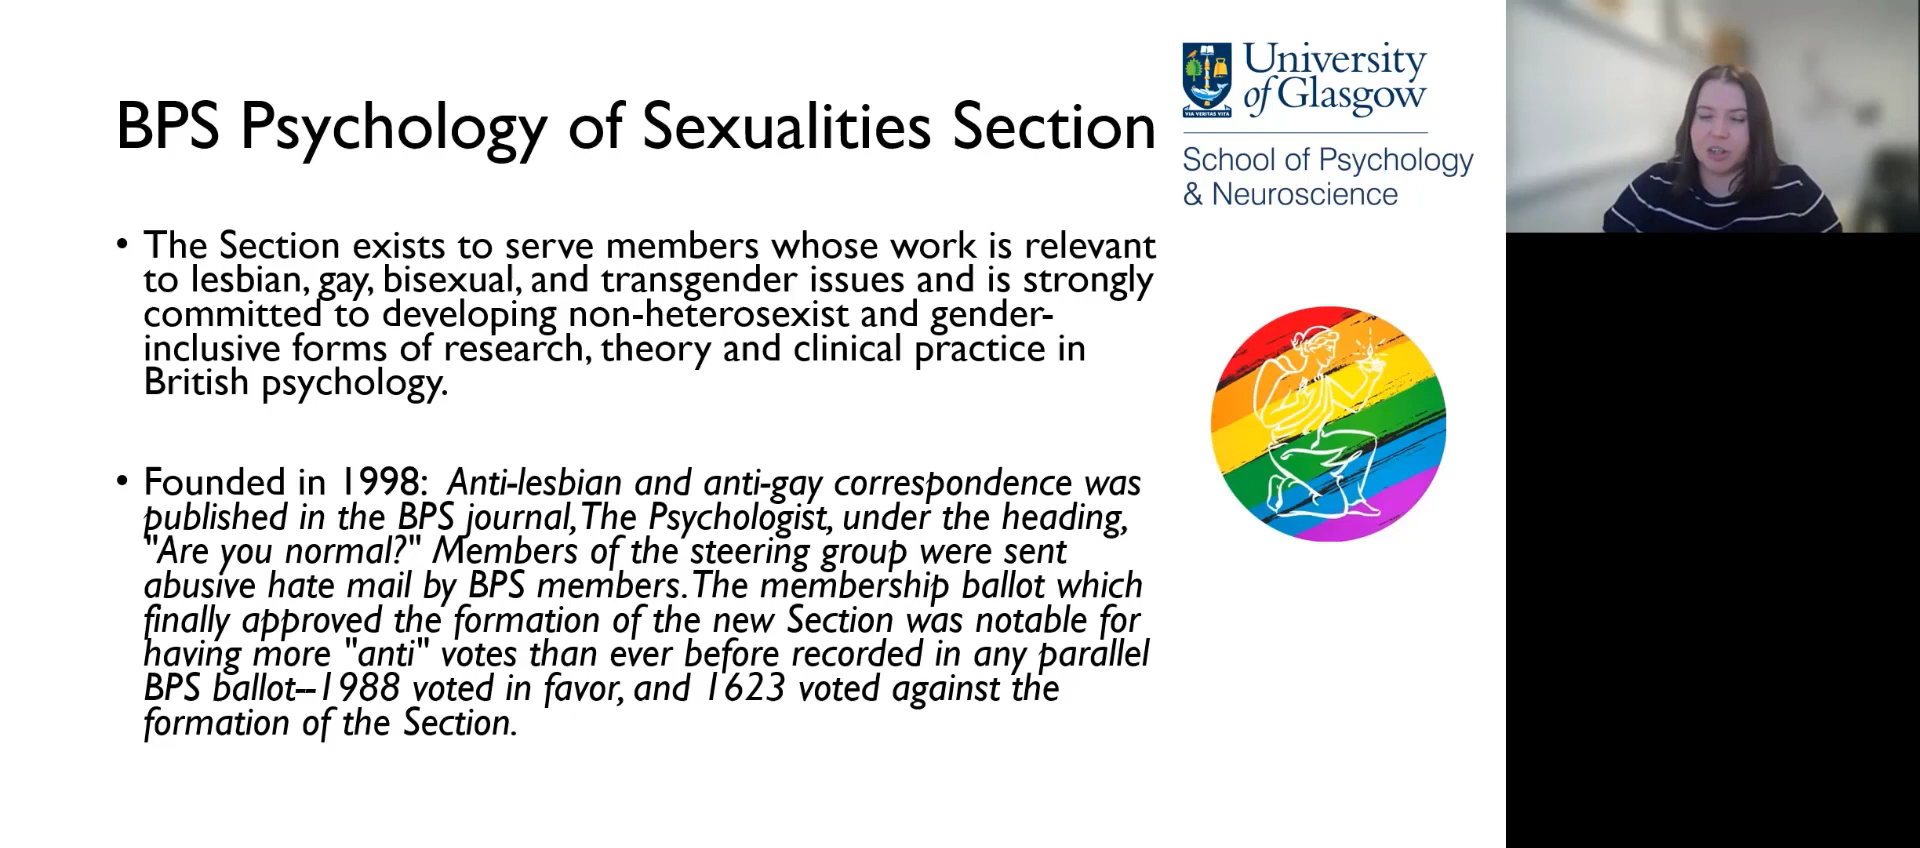 BPS Psychology of Sexualities Section
University
of Glasgow
VIA VERITAS VITA
School of Psychology
& Neuroscience
• The Section exists to serve members whose work is relevant
to lesbian, gay, bisexual, and transgender issues and is strongly
committed to developing non-heterosexist and gender-
inclusive forms of research, theory and clinical practice in
British psychology.
• Founded in 1998: Anti-lesbian and anti-gay correspondence was
published in the BPS journal, The Psychologist, under the heading,
"Are you normal?" Members of the steering group were sent
abusive hate mail by BPS members. The membership ballot which
finally approved the formation of the new Section was notable for
having more "anti" votes than ever before recorded in any parallel
BPS ballot--1988 voted in favor, and 1623 voted against the
formation of the Section.